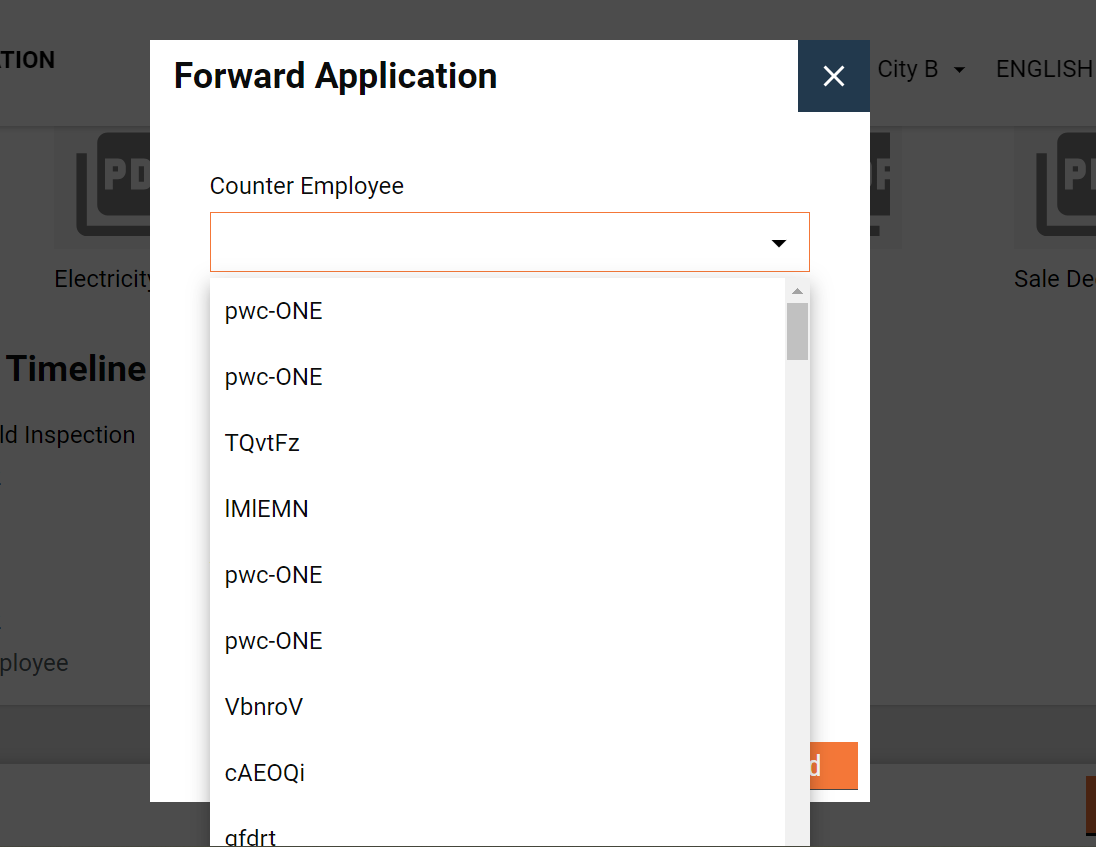 TION
Forward Application
City B
ENGLISH
PD
PD
Counter Employee
Electricity
Sale De
pwc-ONE
pwc-ONE
Timeline
TQvtFz
ld Inspection
lMlEMN
pwc-ONE
pwc-ONE
ployee
VbnroV
cAEOQi
d
gfdrt